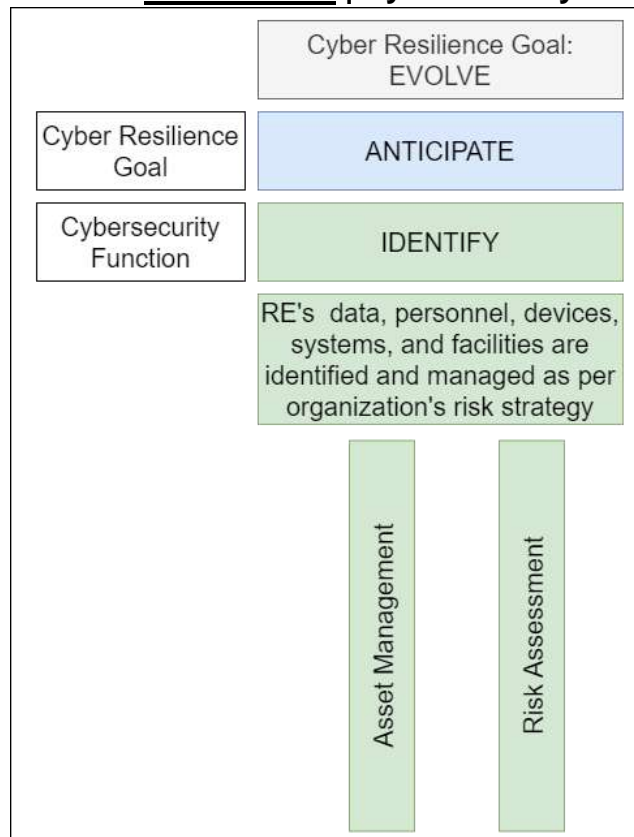 Cyber Resilience Goal:
EVOLVE
Cyber Resilience
Goal
ANTICIPATE
Cybersecurity
Function
IDENTIFY
RE's data, personnel, devices,
systems, and facilities are
identified and managed as per
organization's risk strategy
Asset Management
Risk Assessment